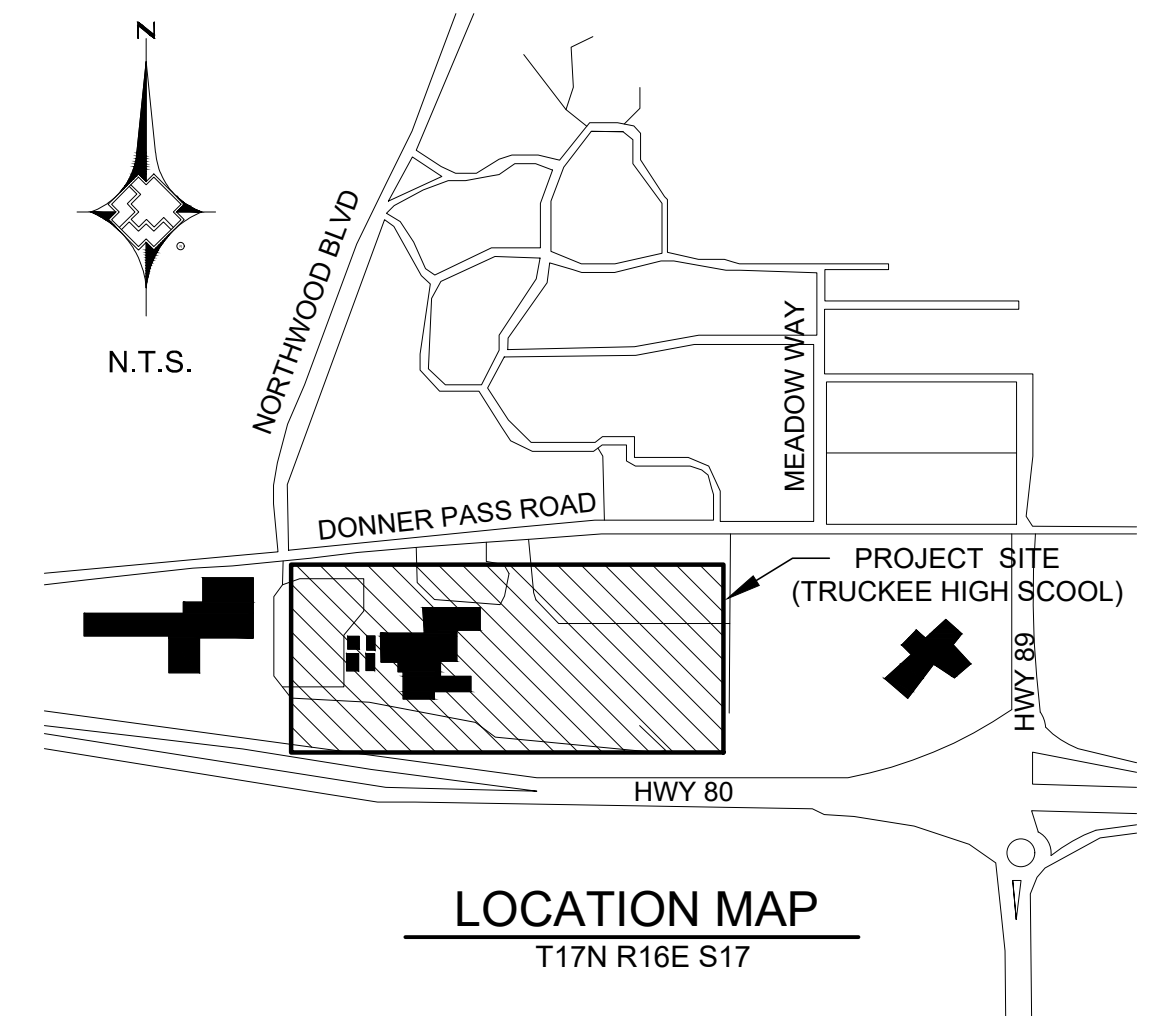 N
N.T.S.
NORTHWOOD BLVD
MEADOW WAY
DONNER PASS ROAD
PROJECT SITE
(TRUCKEE HIGH SCOOL)
HWY 89
HWY 80
LOCATION MAP
T17N R16E S17